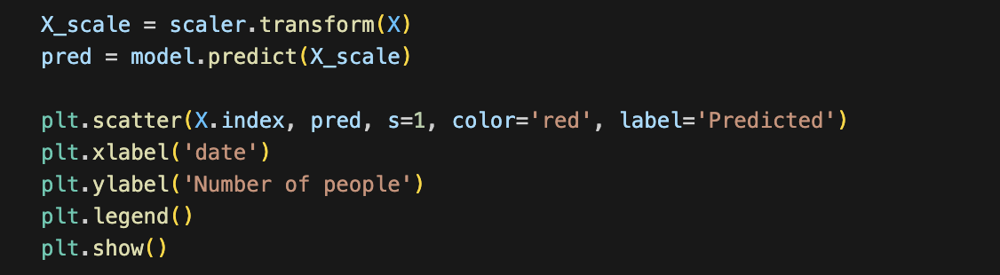 X_scale = scaler.transform(X)
pred = model.predict(X_scale)
plt.scatter(X.index, pred, s=1, color='red', label='Predicted')
plt.xlabel('date')
plt.ylabel('Number of people')
plt.legend()
plt.show()